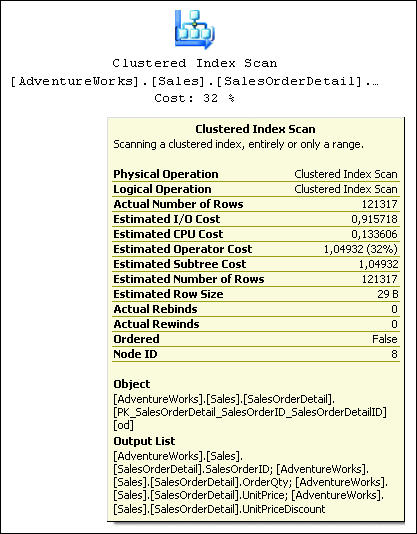 Clustered Index Scan
[AdventureWorks].[Sales].[SalesOrderDetail].…
Cost: 32 %
Clustered Index Scan
Scanning a clustered index, entirely or only a range.
Physical Operation Clustered Index Scan
Logical Operation Clustered Index Scan
Actual Number of Rows 121317
Estimated I/O Cost 0,915718
Estimated CPU Cost 0,133606
Estimated Operator Cost 1,04932 (32%)
Estimated Subtree Cost 1,04932
Estimated Number of Rows 121317
Estimated Row Size 29 B
Actual Rebinds 0
Actual Rewinds 0
Ordered False
Node ID 8
Object
[AdventureWorks].[Sales].[SalesOrderDetail].
[PK_SalesOrderDetail_SalesOrderID_SalesOrderDetailID]
[od]
Output List
[AdventureWorks].[Sales].
[SalesOrderDetail].SalesOrderID; [AdventureWorks].
[Sales].[SalesOrderDetail].OrderQty; [AdventureWorks].
[Sales].[SalesOrderDetail].UnitPrice; [AdventureWorks].
[Sales].[SalesOrderDetail].UnitPriceDiscount